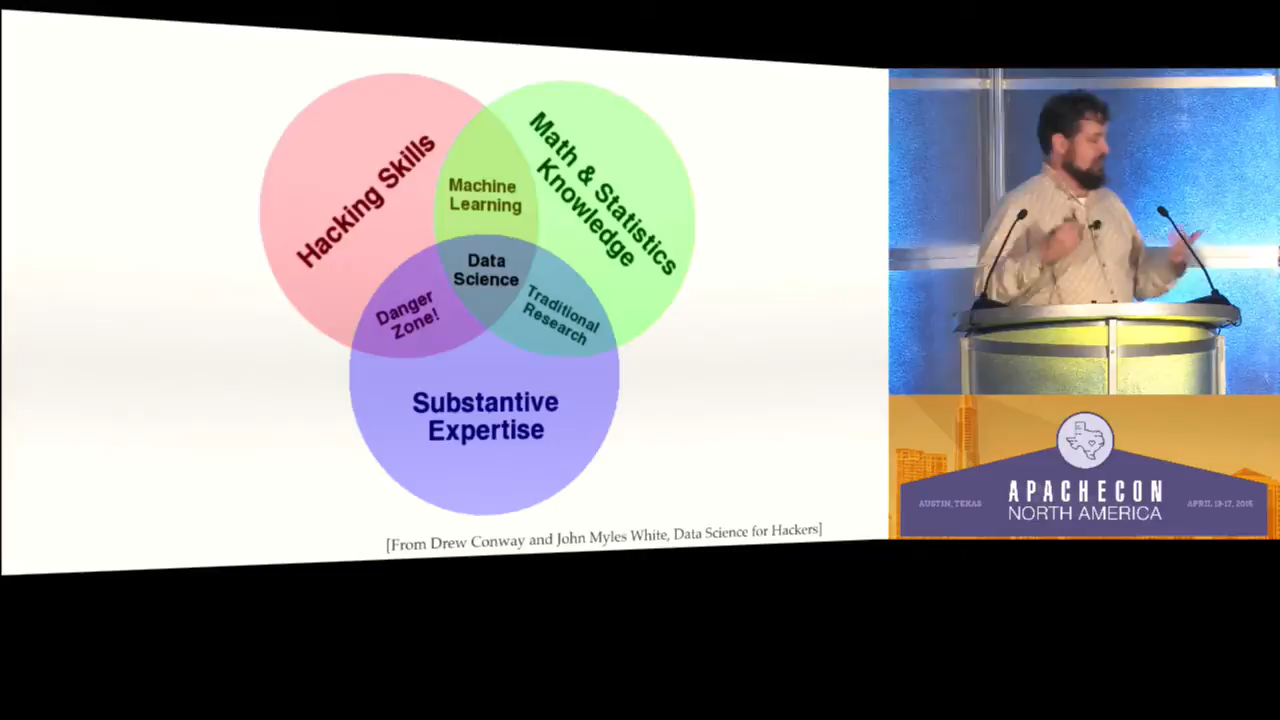 Hacking Skills
Math & Statistics
Knowledge
Machine
Learning
Data
Science
Danger
Zone!
Traditional
Research
Substantive
Expertise
[From Drew Conway and John Myles White, Data Science for Hackers]
AUSTIN, TEXAS
APACHECON
NORTH AMERICA
APRIL 13-17, 2015